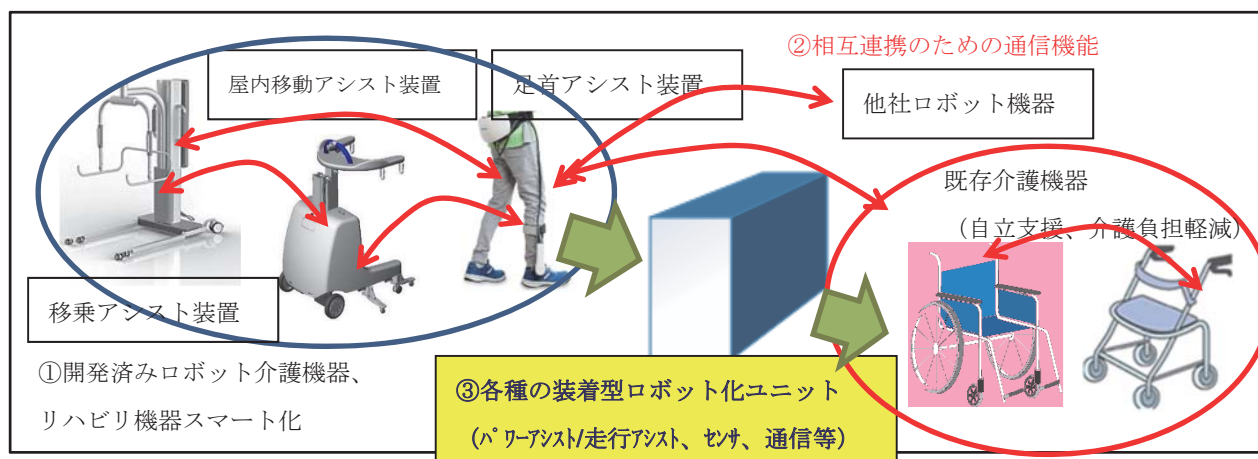 ②相互連携のための通信機能
屋内移動アシスト装置
足首アシスト装置
他社ロボット機器
既存介護機器
（自立支援、介護負担軽減）
移乗アシスト装置
①開発済みロボット介護機器、
リハビリ機器スマート化
③各種の装着型ロボット化ユニット
（ﾊﾟﾜｰｱｼｽﾄ/走行ｱｼｽﾄ、ｾﾝｻ、通信等）